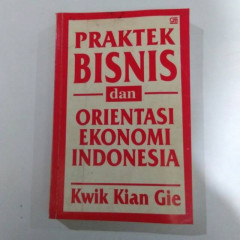 PRAKTEK
BISNIS
dan
ORIENTASI
EKONOMI
INDONESIA
Kwik Kian Gie